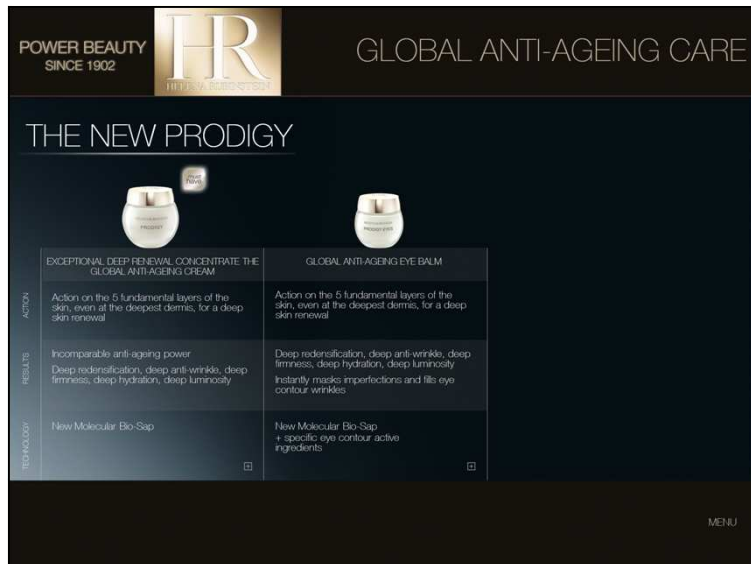 POWER BEAUTY
SINCE 1902
HR
HELENA RUBINSTEIN
GLOBAL ANTI-AGEING CARE
THE NEW PRODIGY
must
have
PRODIGY
PRODIGY EYES
EXCEPTIONAL DEEP RENEWAL CONCENTRATE THE
GLOBAL ANTI-AGEING CREAM
GLOBAL ANTI-AGEING EYE BALM
ACTION
Action on the 5 fundamental layers of the
skin, even at the deepest dermis, for a deep
skin renewal
Action on the 5 fundamental layers of the
skin, even at the deepest dermis, for a deep
skin renewal
RESULTS
Incomparable anti-ageing power
Deep redensification, deep anti-wrinkle, deep
firmness, deep hydration, deep luminosity
Deep redensification, deep anti-wrinkle, deep
firmness, deep hydration, deep luminosity
Instantly masks imperfections and fills eye
contour wrinkles
TECHNOLOGY
New Molecular Bio-Sap
New Molecular Bio-Sap
+ specific eye contour active
ingredients
MENU